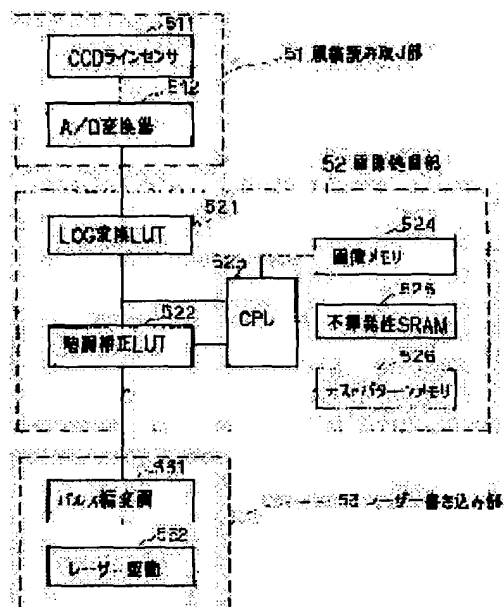 511
CCDラインセンサ
512
51 原稿読み取り部
A/D変換器
52 画像処理部
521
LOG変換LUT
524
画像メモリ
523
CPU
525
不揮発性SRAM
522
階調補正LUT
526
テストパターンメモリ
531
パルス幅変調
53 レーザー書き込み部
532
レーザー駆動